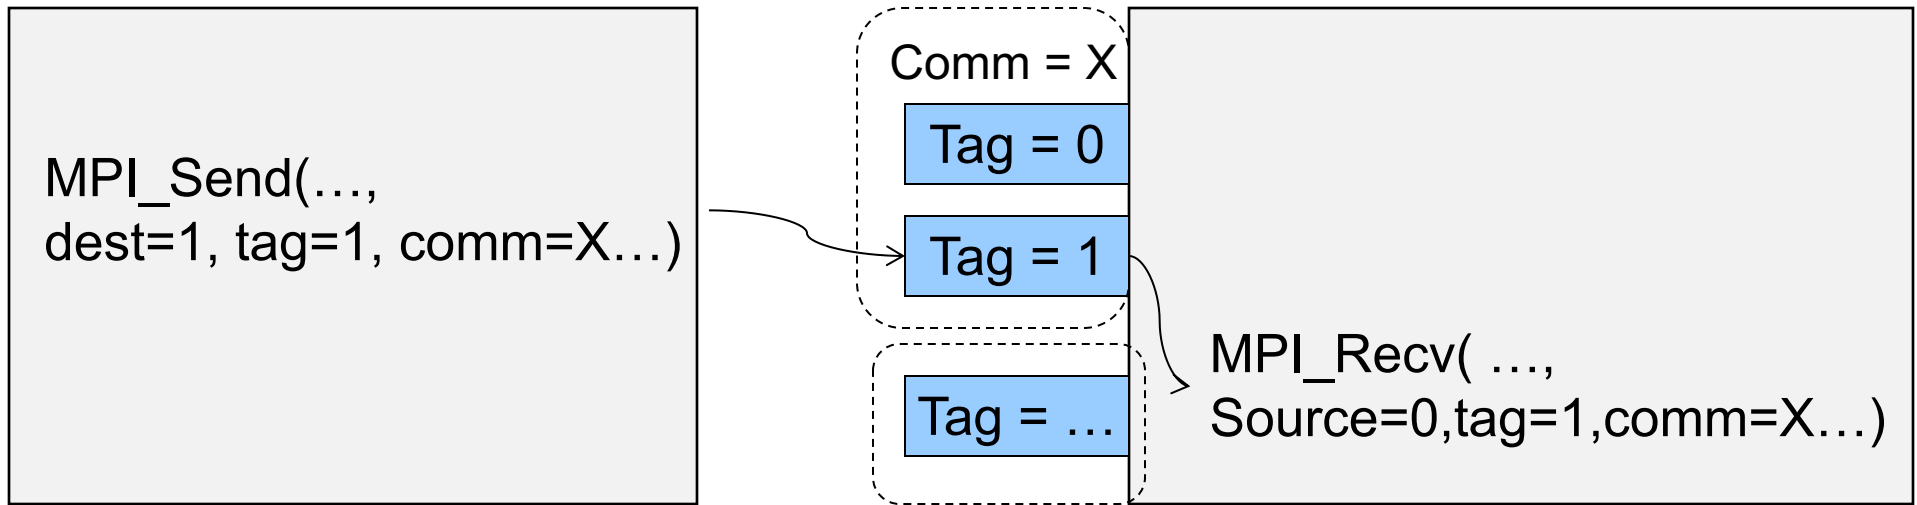 MPI_Send(…,
dest=1, tag=1, comm=X…)
Comm = X
Tag = 0
Tag = 1
Tag = …
MPI_Recv( …,
Source=0,tag=1,comm=X…)